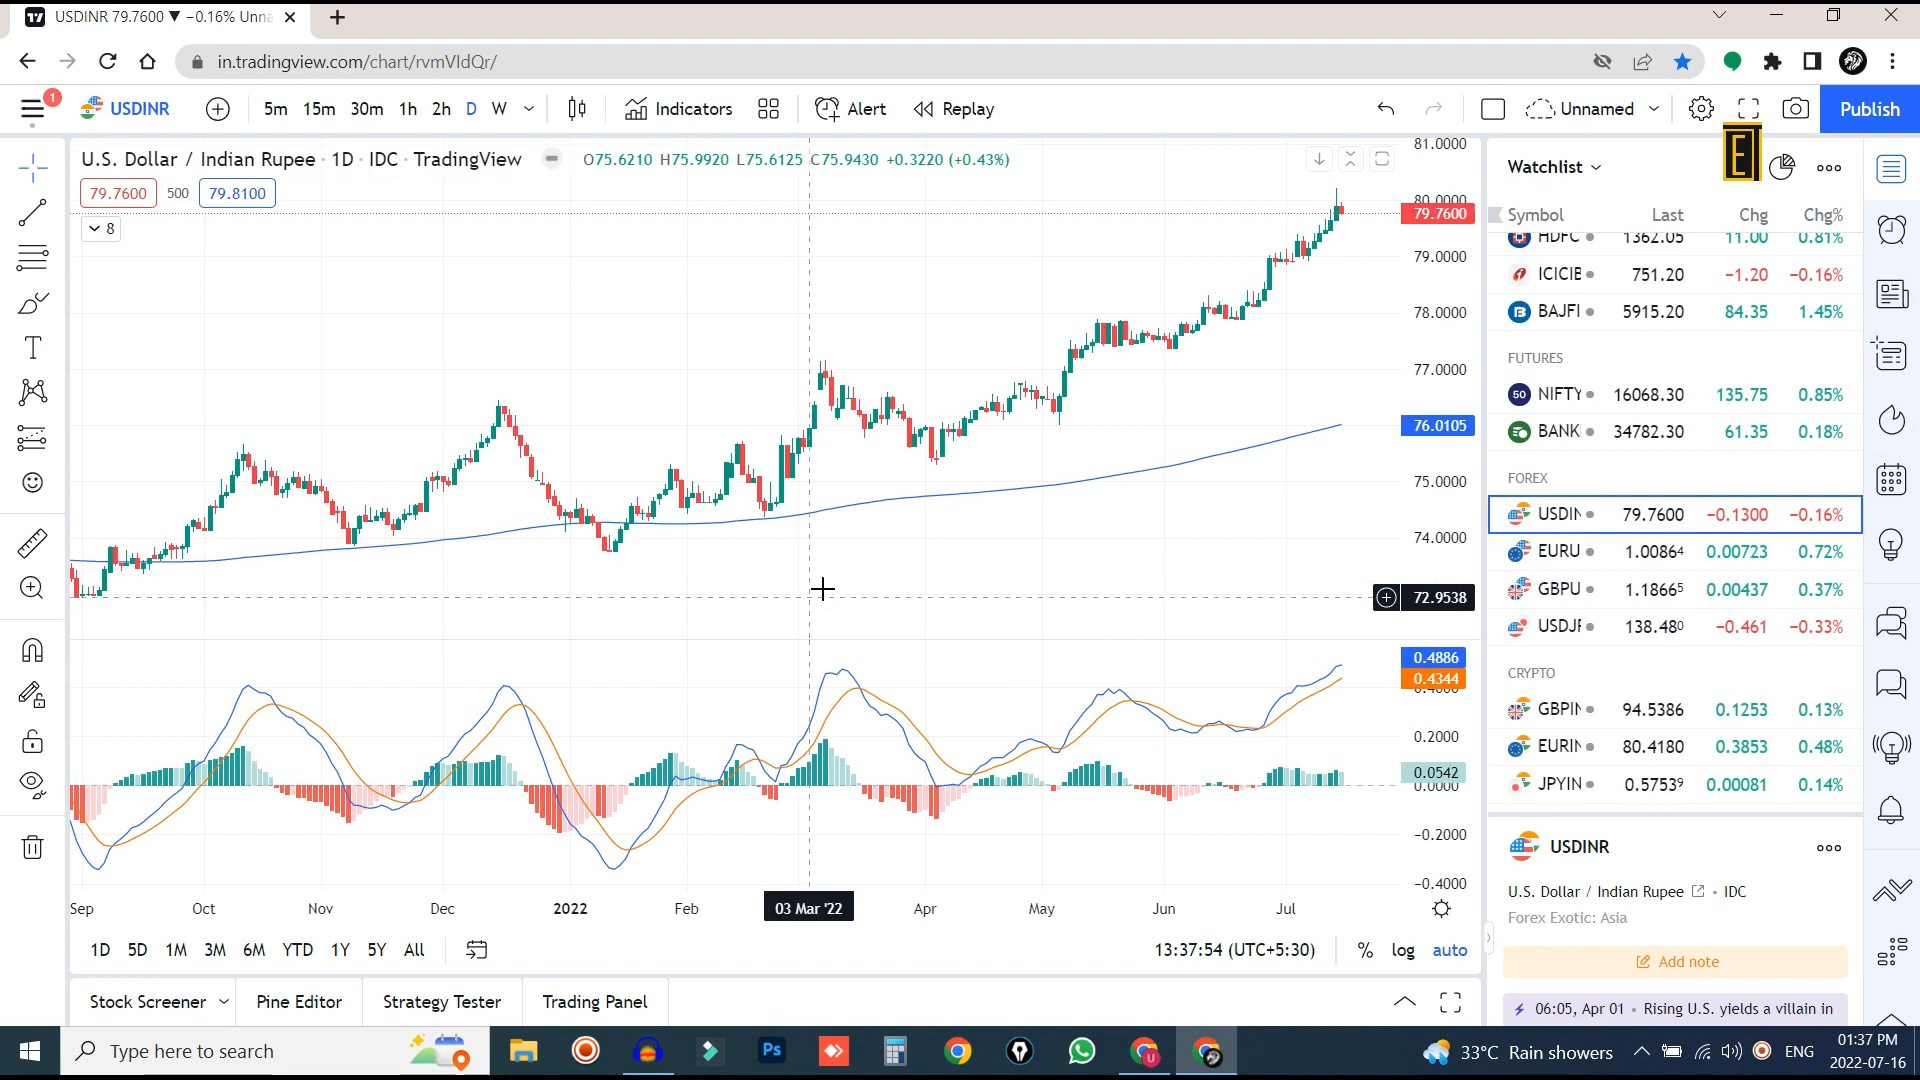 USDINR 79.7600 ▼ −0.16% Unna
in.tradingview.com/chart/rvmVIdQr/
1
USDINR 5m 15m 30m 1h 2h D W Indicators Alert Replay Unnamed Publish
U.S. Dollar / Indian Rupee · 1D · IDC · TradingView O75.6210 H75.9920 L75.6125 C75.9430 +0.3220 (+0.43%)
79.7600 500 79.8100
8
81.0000
80.0000
79.7600
79.0000
78.0000
77.0000
76.0105
75.0000
74.0000
72.9538
0.4886
0.4344
0.4000
0.2000
0.0542
0.0000
−0.2000
−0.4000
Sep Oct Nov Dec 2022 Feb 03 Mar '22 Apr May Jun Jul
1D 5D 1M 3M 6M YTD 1Y 5Y All 13:37:54 (UTC+5:30) % log auto
Stock Screener Pine Editor Strategy Tester Trading Panel
Watchlist
E
Symbol Last Chg Chg%
HDFC 1362.05 11.00 0.81%
ICICIB 751.20 −1.20 −0.16%
BAJFI 5915.20 84.35 1.45%
FUTURES
50 NIFTY 16068.30 135.75 0.85%
BANK 34782.30 61.35 0.18%
FOREX
USDIN 79.7600 −0.1300 −0.16%
EURU 1.00864 0.00723 0.72%
GBPU 1.18665 0.00437 0.37%
USDJF 138.480 −0.461 −0.33%
CRYPTO
GBPIN 94.5386 0.1253 0.13%
EURIN 80.4180 0.3853 0.48%
JPYIN 0.57539 0.00081 0.14%
USDINR
U.S. Dollar / Indian Rupee • IDC
Forex Exotic: Asia
Add note
06:05, Apr 01 • Rising U.S. yields a villain in
Type here to search
Ps
33°C Rain showers ENG
01:37 PM
2022-07-16